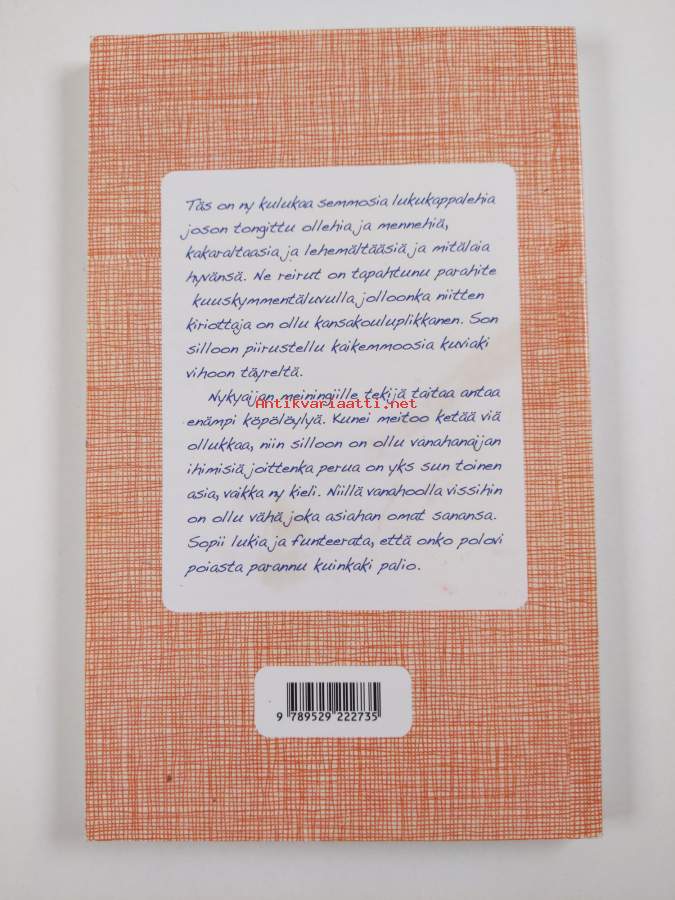 Täs on ny kulukaa semmosia lukukappalehia
joson tongittu ollehia ja mennehiä,
kakaraltaasia ja lehemältääsiä ja mitälaia
hyvänsä. Ne reirut on tapahtunu parahite
kuuskymmentäluvulla jolloonka niitten
kiriottaja on ollu kansakouluplikkanen. Son
silloon piirustellu kaikemmoosia kuviaki
vihoon täyreltä.
Nykyaijan meiningiille tekijä taitaa antaa
Antikvariaatti.net
enämpi köpölöylyä. Kunei meitoo ketää viä
ollukkaa, niin silloon on ollu vanahanajan
ihimisiä joittenka perua on yks sun toinen
asia, vaikka ny kieli. Niillä vanahoolla vissihin
on ollu vähä joka asiahan omat sanansa.
Sopii lukia ja funteerata, että onko polovi
poiasta parannu kuinkaki palio.
9 789529 222735